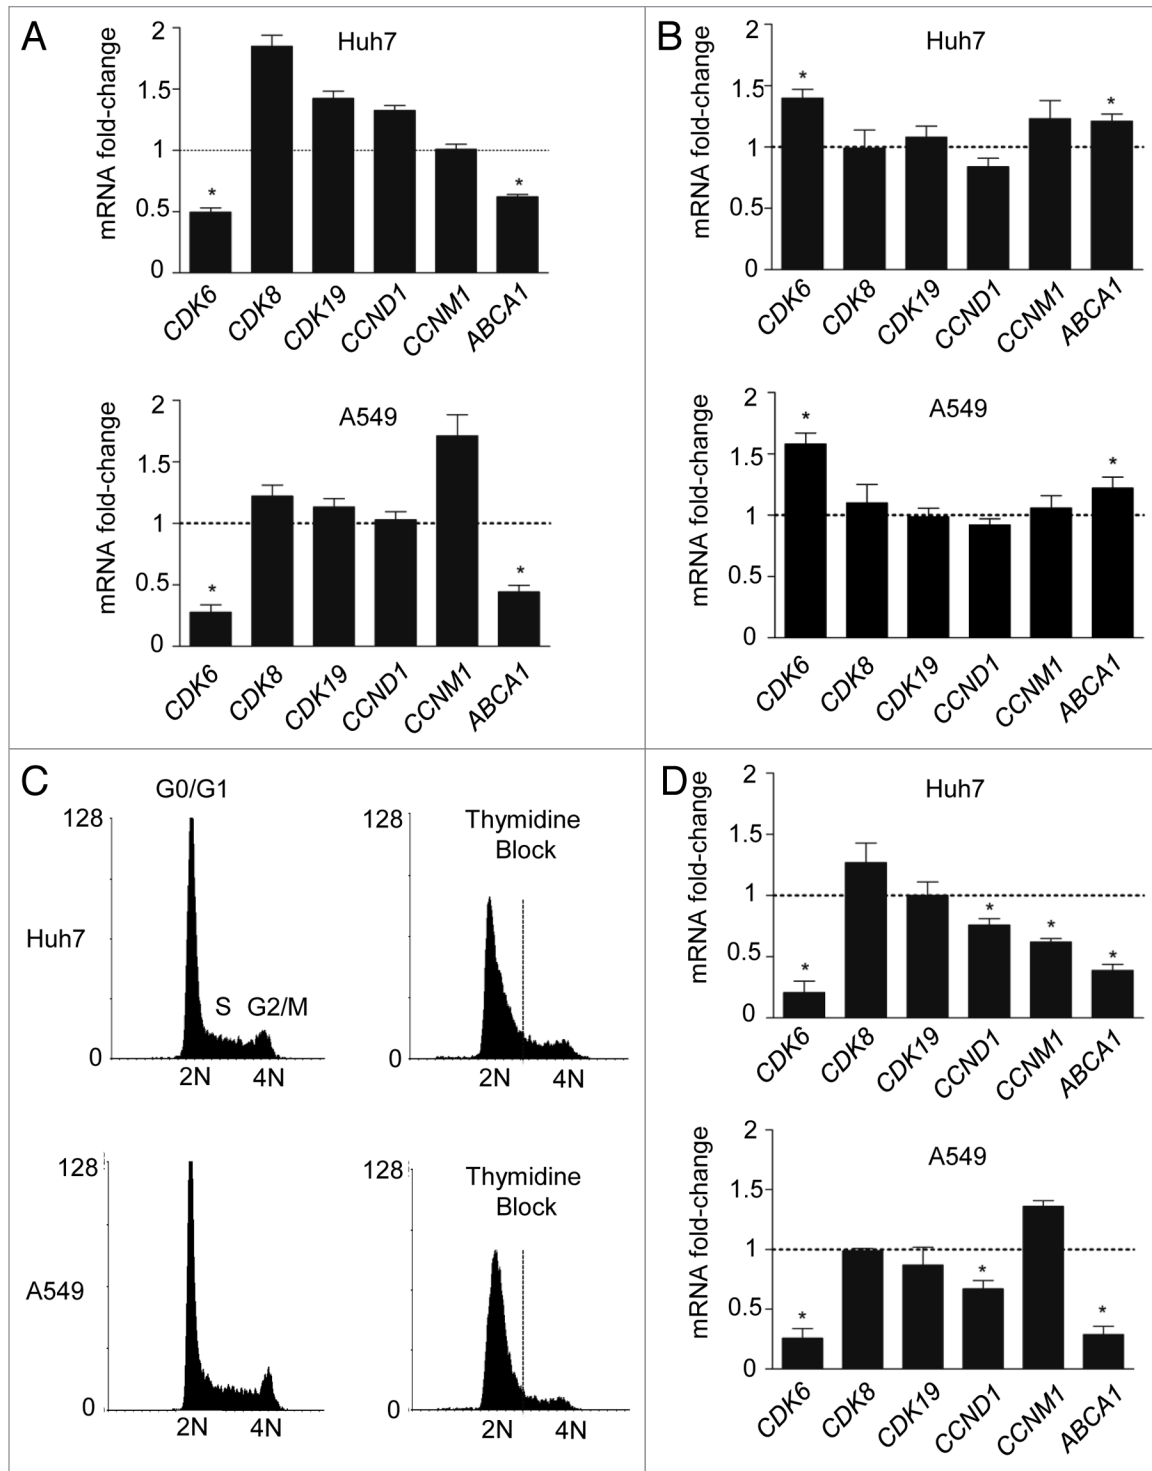 A
Huh7
mRNA fold-change
2
1.5
1
0.5
0
*
*
CDK6 CDK8 CDK19 CCND1 CCNM1 ABCA1
A549
mRNA fold-change
2
1.5
1
0.5
0
*
*
CDK6 CDK8 CDK19 CCND1 CCNM1 ABCA1
B
Huh7
mRNA fold-change
2
1.5
1
0.5
0
*
*
CDK6 CDK8 CDK19 CCND1 CCNM1 ABCA1
A549
mRNA fold-change
2
1.5
1
0.5
0
*
*
CDK6 CDK8 CDK19 CCND1 CCNM1 ABCA1
C
G0/G1
128
Huh7
S G2/M
0
2N 4N
128
Thymidine
Block
0
2N 4N
128
A549
0
2N 4N
128
Thymidine
Block
0
2N 4N
D
Huh7
mRNA fold-change
2
1.5
1
0.5
0
*
*
*
*
CDK6 CDK8 CDK19 CCND1 CCNM1 ABCA1
A549
mRNA fold-change
2
1.5
1
0.5
0
*
*
*
CDK6 CDK8 CDK19 CCND1 CCNM1 ABCA1